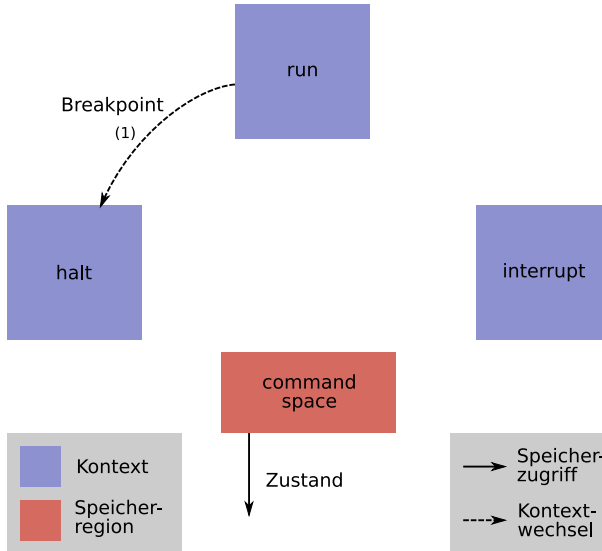 run
Breakpoint
(1)
halt
interrupt
command
space
Zustand
Kontext
Speicher-
region
Speicher-
zugriff
Kontext-
wechsel